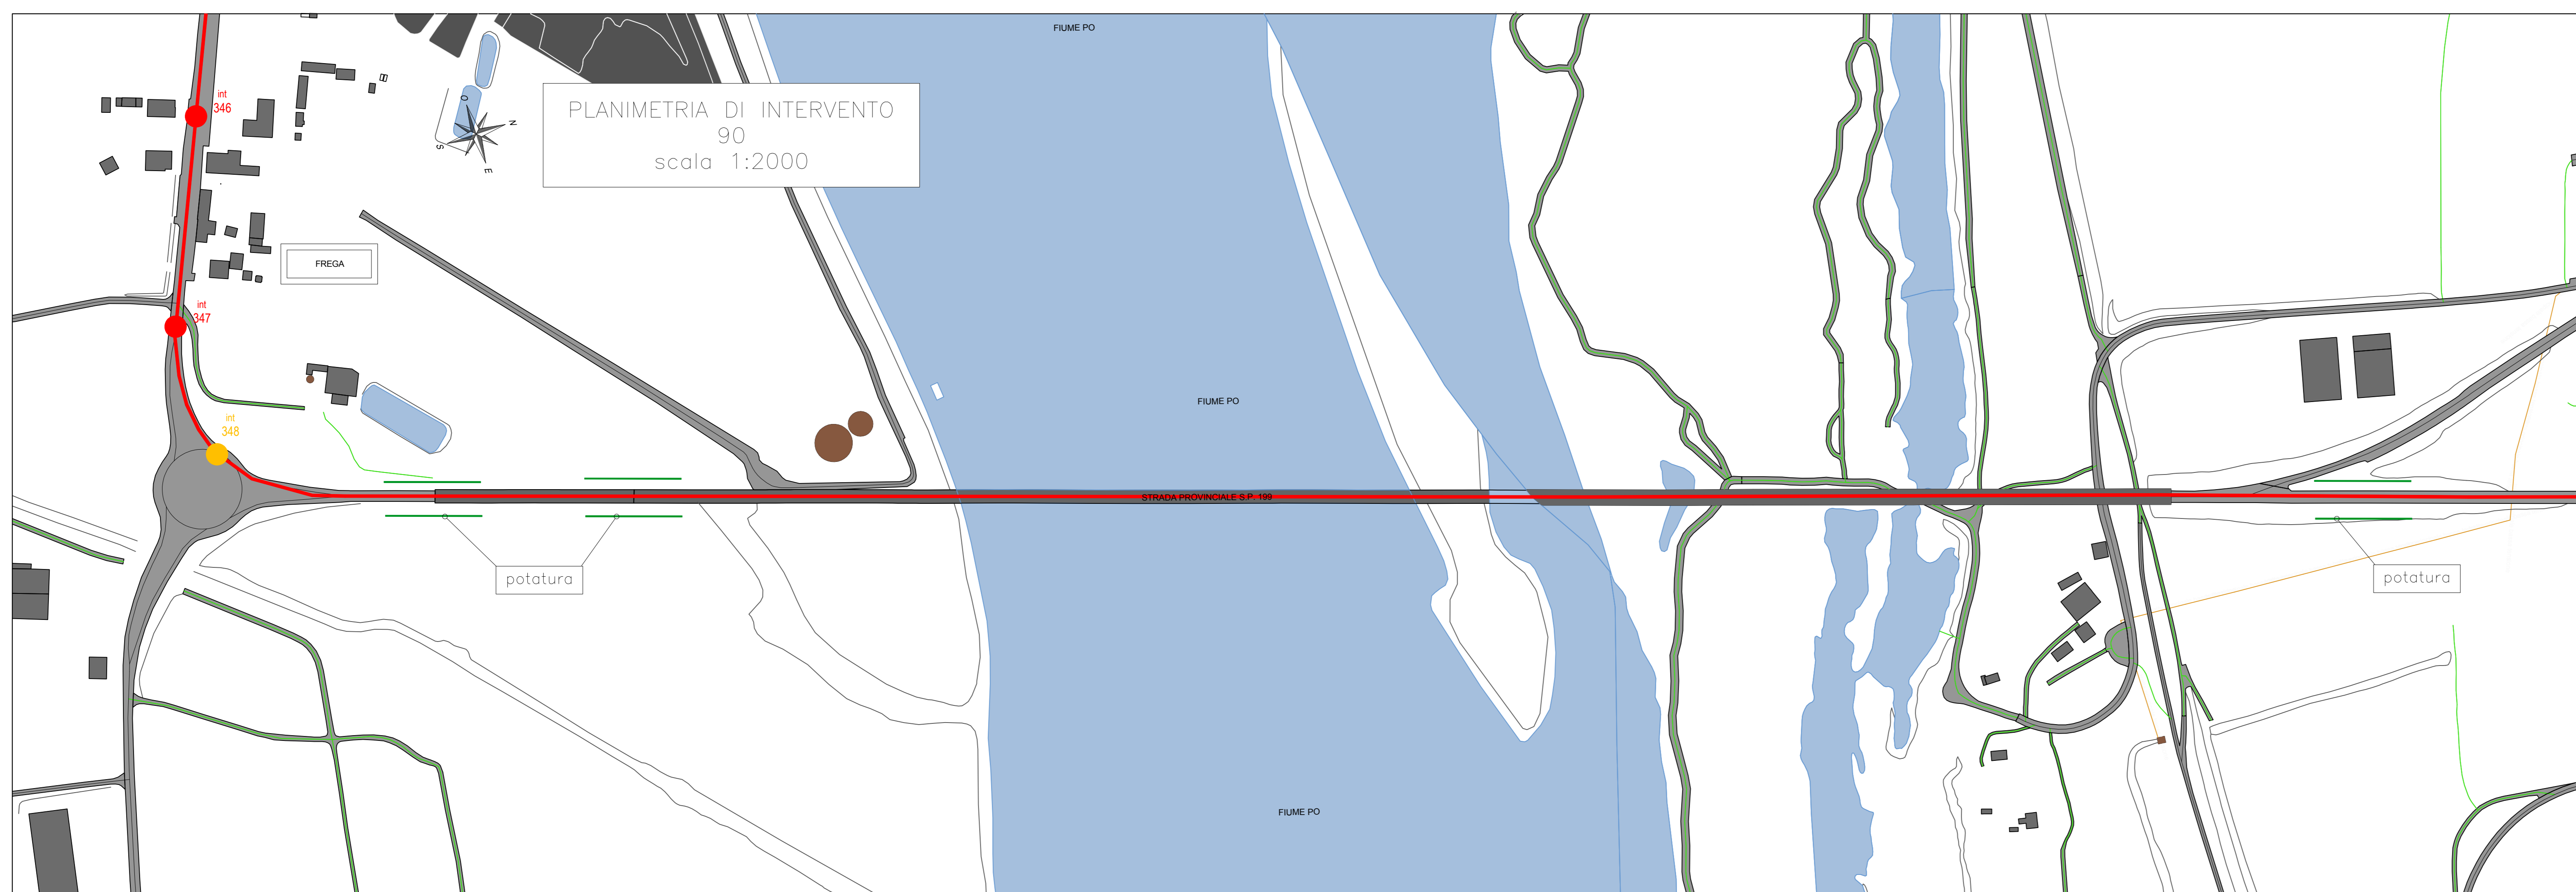 FIUME PO
int
346
O
N
S
E
PLANIMETRIA DI INTERVENTO
90
scala 1:2000
FREGA
int
347
int
348
FIUME PO
STRADA PROVINCIALE S.P. 199
potatura
potatura
FIUME PO